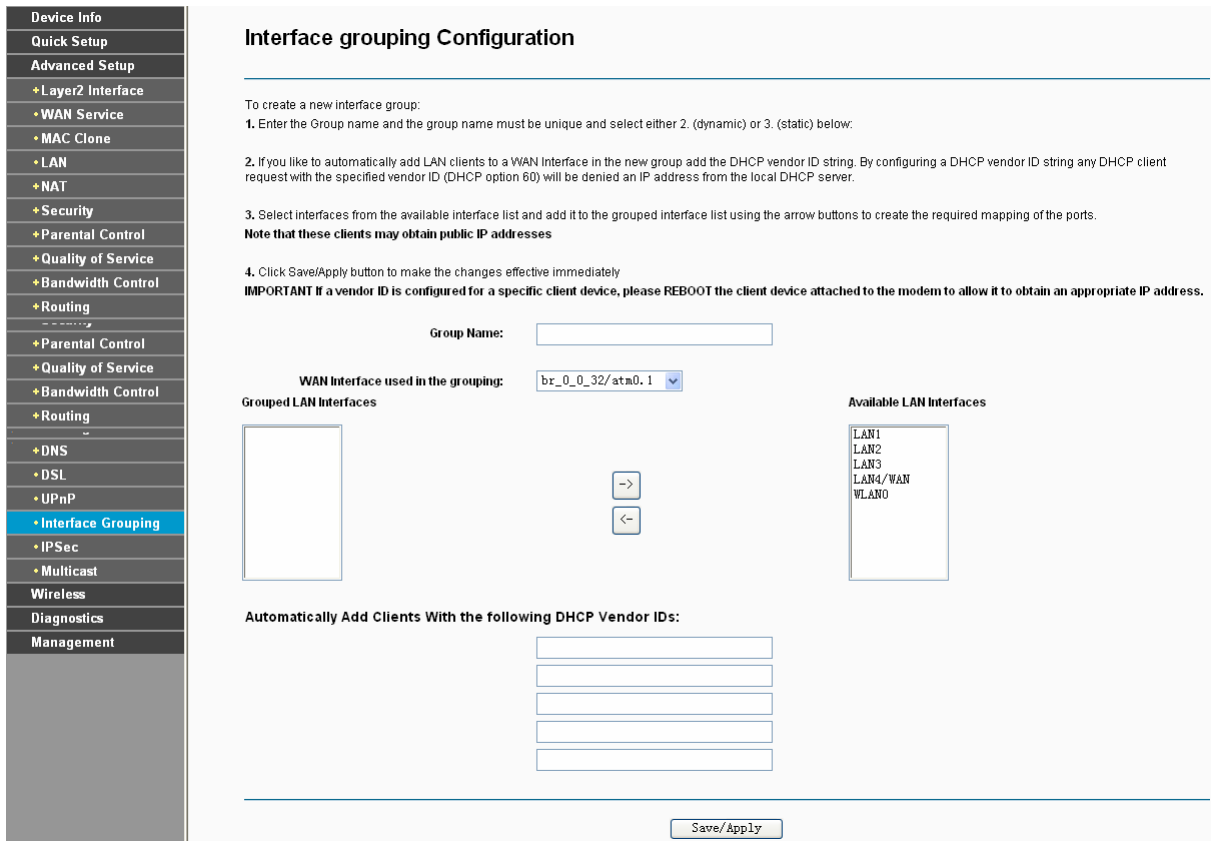 Device Info
Quick Setup
Advanced Setup
+Layer2 Interface
•WAN Service
•MAC Clone
•LAN
+NAT
+Security
+Parental Control
+Quality of Service
+Bandwidth Control
+Routing
+Parental Control
+Quality of Service
+Bandwidth Control
+Routing
+DNS
•DSL
•UPnP
•Interface Grouping
•IPSec
•Multicast
Wireless
Diagnostics
Management
Interface grouping Configuration
To create a new interface group:
1. Enter the Group name and the group name must be unique and select either 2. (dynamic) or 3. (static) below:
2. If you like to automatically add LAN clients to a WAN Interface in the new group add the DHCP vendor ID string. By configuring a DHCP vendor ID string any DHCP client
request with the specified vendor ID (DHCP option 60) will be denied an IP address from the local DHCP server.
3. Select interfaces from the available interface list and add it to the grouped interface list using the arrow buttons to create the required mapping of the ports.
Note that these clients may obtain public IP addresses
4. Click Save/Apply button to make the changes effective immediately
IMPORTANT If a vendor ID is configured for a specific client device, please REBOOT the client device attached to the modem to allow it to obtain an appropriate IP address.
Group Name:
WAN Interface used in the grouping: br_0_0_32/atm0.1
Grouped LAN Interfaces
Available LAN Interfaces
LAN1
LAN2
LAN3
LAN4/WAN
WLAN0
->
<-
Automatically Add Clients With the following DHCP Vendor IDs:
Save/Apply